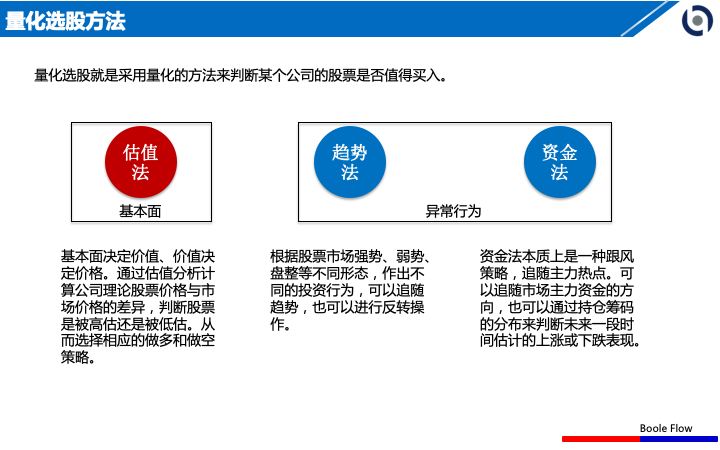 量化选股方法
量化选股就是采用量化的方法来判断某个公司的股票是否值得买入。
估值
法
基本面
趋势
法
资金
法
异常行为
基本面决定价值、价值决
定价格。通过估值分析计
算公司理论股票价格与市
场价格的差异，判断股票
是被高估还是被低估。从
而选择相应的做多和做空
策略。
根据股票市场强势、弱势、
盘整等不同形态，作出不
同的投资行为，可以追随
趋势，也可以进行反转操
作。
资金法本质上是一种跟风
策略，追随主力热点。可
以追随市场主力资金的方
向，也可以通过持仓筹码
的分布来判断未来一段时
间估计的上涨或下跌表现。
Boole Flow